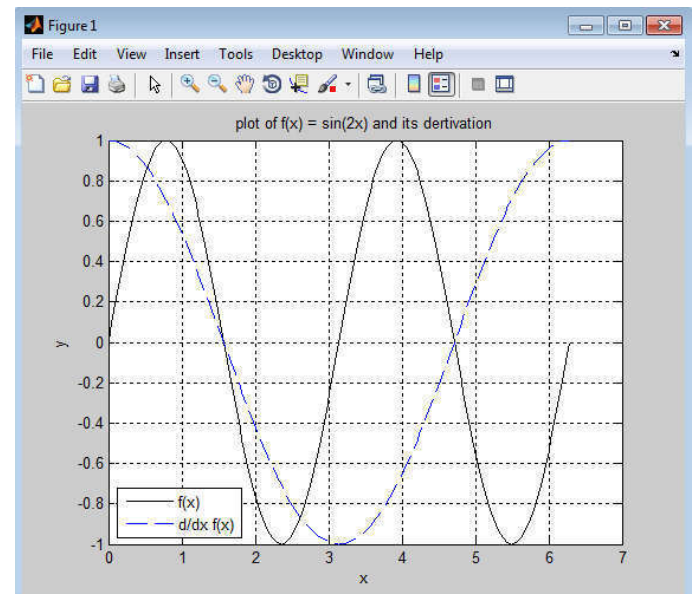 Figure 1
File Edit View Insert Tools Desktop Window Help
plot of f(x) = sin(2x) and its dertivation
1
0.8
0.6
0.4
0.2
0
-0.2
-0.4
-0.6
-0.8
-1
y
f(x)
d/dx f(x)
0 1 2 3 4 5 6 7
x